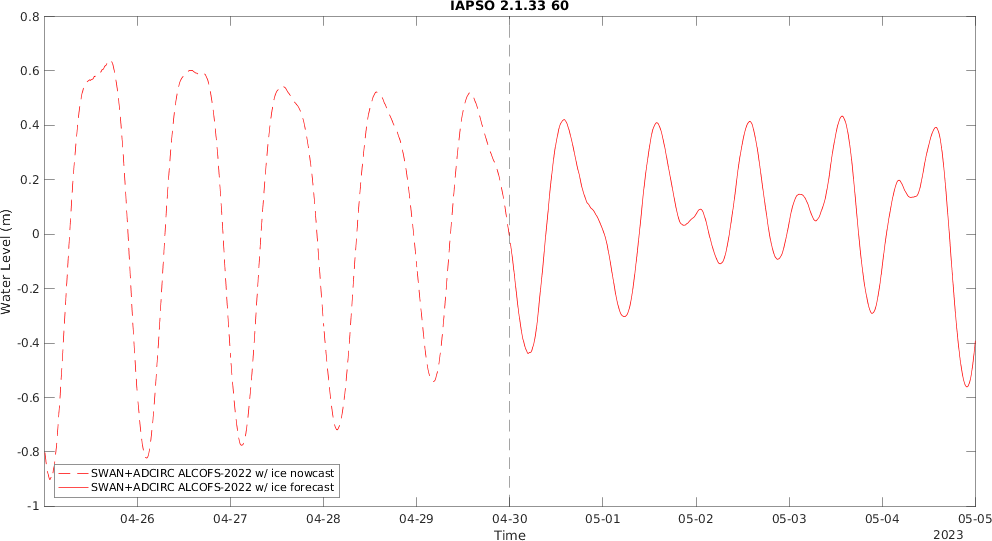 IAPSO 2.1.33 60
Water Level (m)
0.8
0.6
0.4
0.2
0
-0.2
-0.4
-0.6
-0.8
-1
SWAN+ADCIRC ALCOFS-2022 w/ ice nowcast
SWAN+ADCIRC ALCOFS-2022 w/ ice forecast
04-26 04-27 04-28 04-29 04-30 05-01 05-02 05-03 05-04 05-05
Time
2023